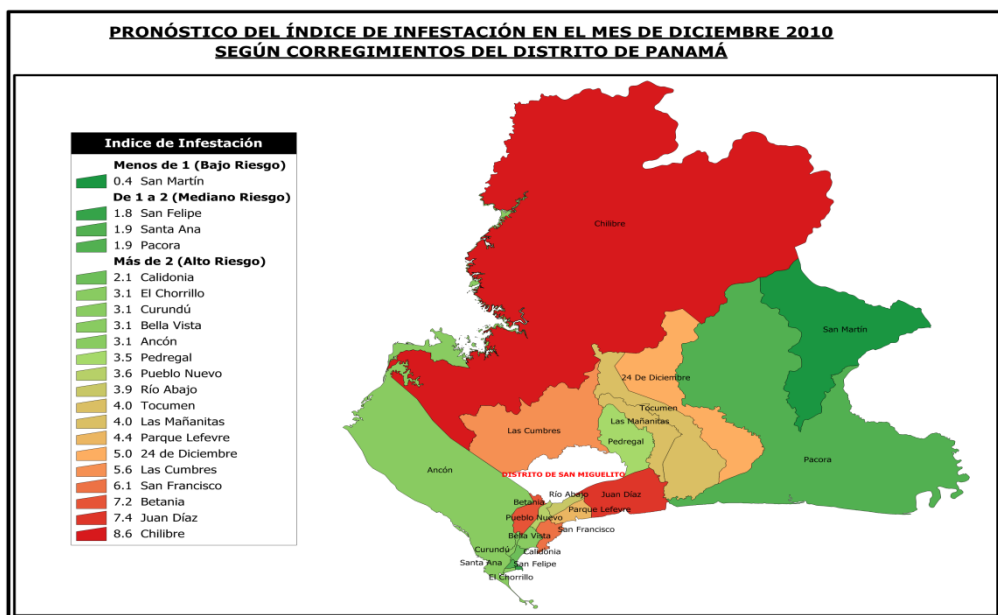 PRONÓSTICO DEL ÍNDICE DE INFESTACIÓN EN EL MES DE DICIEMBRE 2010
SEGÚN CORREGIMIENTOS DEL DISTRITO DE PANAMÁ
Indice de Infestación
Menos de 1 (Bajo Riesgo)
0.4 San Martín
De 1 a 2 (Mediano Riesgo)
1.8 San Felipe
1.9 Santa Ana
1.9 Pacora
Más de 2 (Alto Riesgo)
2.1 Calidonia
3.1 El Chorrillo
3.1 Curundú
3.1 Bella Vista
3.1 Ancón
3.5 Pedregal
3.6 Pueblo Nuevo
3.9 Río Abajo
4.0 Tocumen
4.0 Las Mañanitas
4.4 Parque Lefevre
5.0 24 de Diciembre
5.6 Las Cumbres
6.1 San Francisco
7.2 Betania
7.4 Juan Díaz
8.6 Chilibre
Chilibre
San Martín
24 De Diciembre
Tocumen
Las Mañanitas
Las Cumbres
Pedregal
Pacora
Ancón
DISTRITO DE SAN MIGUELITO
Río Abajo
Juan Díaz
Betania
Parque Lefevre
Pueblo Nuevo
San Francisco
Bella Vista
Curundú
Calidonia
Santa Ana
San Felipe
El Chorrillo